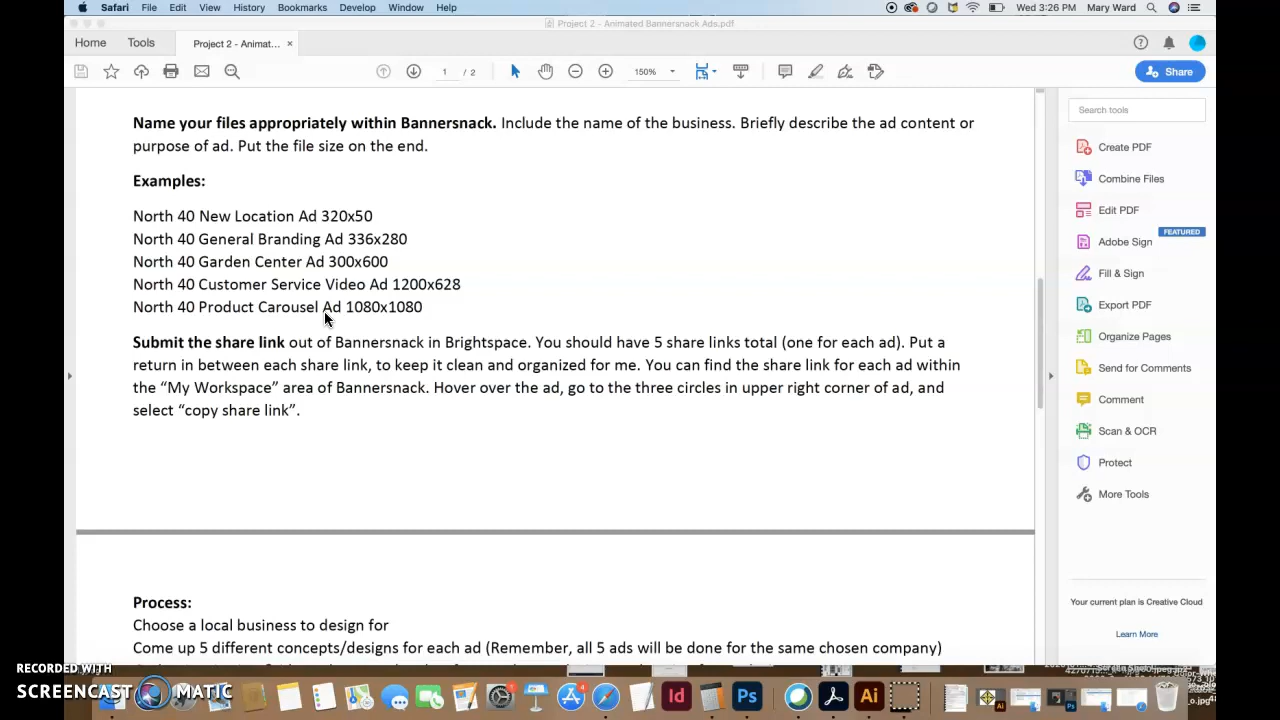 Safari File Edit View History Bookmarks Develop Window Help Wed 3:26 PM Mary Ward
Project 2 - Animated Bannersnack Ads.pdf
Home Tools Project 2 - Animat... ×
1 / 2 150% Share
Name your files appropriately within Bannersnack. Include the name of the business. Briefly describe the ad content or
purpose of ad. Put the file size on the end.
Examples:
North 40 New Location Ad 320x50
North 40 General Branding Ad 336x280
North 40 Garden Center Ad 300x600
North 40 Customer Service Video Ad 1200x628
North 40 Product Carousel Ad 1080x1080
Submit the share link out of Bannersnack in Brightspace. You should have 5 share links total (one for each ad). Put a
return in between each share link, to keep it clean and organized for me. You can find the share link for each ad within
the “My Workspace” area of Bannersnack. Hover over the ad, go to the three circles in upper right corner of ad, and
select “copy share link”.
Process:
Choose a local business to design for
Come up 5 different concepts/designs for each ad (Remember, all 5 ads will be done for the same chosen company)
Search tools
Create PDF
Combine Files
Edit PDF
FEATURED
Adobe Sign
Fill & Sign
Export PDF
Organize Pages
Send for Comments
Comment
Scan & OCR
Protect
More Tools
Your current plan is Creative Cloud
Learn More
RECORDED WITH
SCREENCAST MATIC
Id Ps Ai